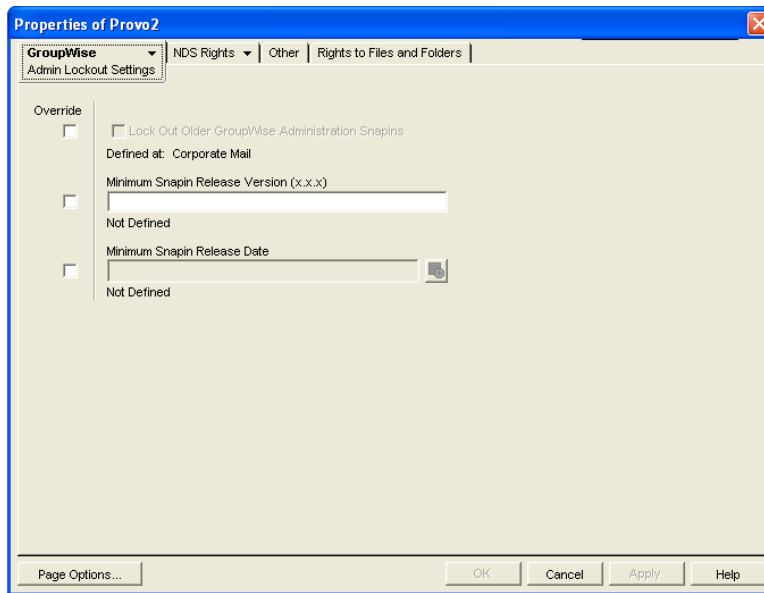 Properties of Provo2
GroupWise NDS Rights Other Rights to Files and Folders
Admin Lockout Settings
Override
Lock Out Older GroupWise Administration Snapins
Defined at: Corporate Mail
Minimum Snapin Release Version (x.x.x)
Not Defined
Minimum Snapin Release Date
Not Defined
Page Options... OK Cancel Apply Help